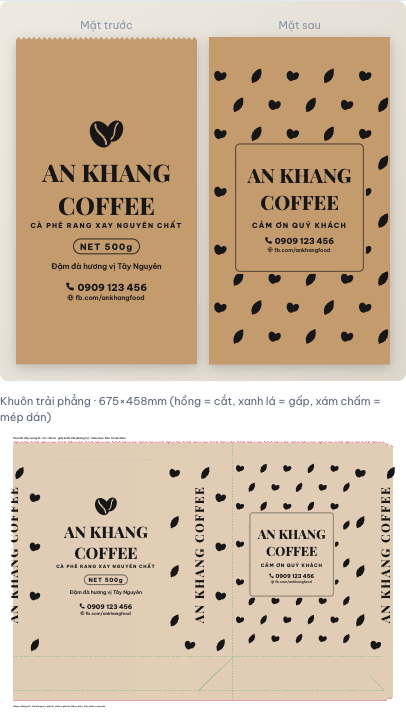 Mặt trước
Mặt sau
AN KHANG
COFFEE
CÀ PHÊ RANG XAY NGUYÊN CHẤT
NET 500g
Đậm đà hương vị Tây Nguyên
0909 123 456
fb.com/ankhangfood
AN KHANG
COFFEE
CẢM ƠN QUÝ KHÁCH
0909 123 456
fb.com/ankhangfood
Khuôn trải phẳng · 675×458mm (hồng = cắt, xanh lá = gấp, xám chấm =
mép dán)
AN KHANG COFFEE
AN KHANG
COFFEE
CÀ PHÊ RANG XAY NGUYÊN CHẤT
NET 500g
Đậm đà hương vị Tây Nguyên
0909 123 456
fb.com/ankhangfood
AN KHANG COFFEE
AN KHANG
COFFEE
CẢM ƠN QUÝ KHÁCH
0909 123 456
fb.com/ankhangfood
AN KHANG COFFEE